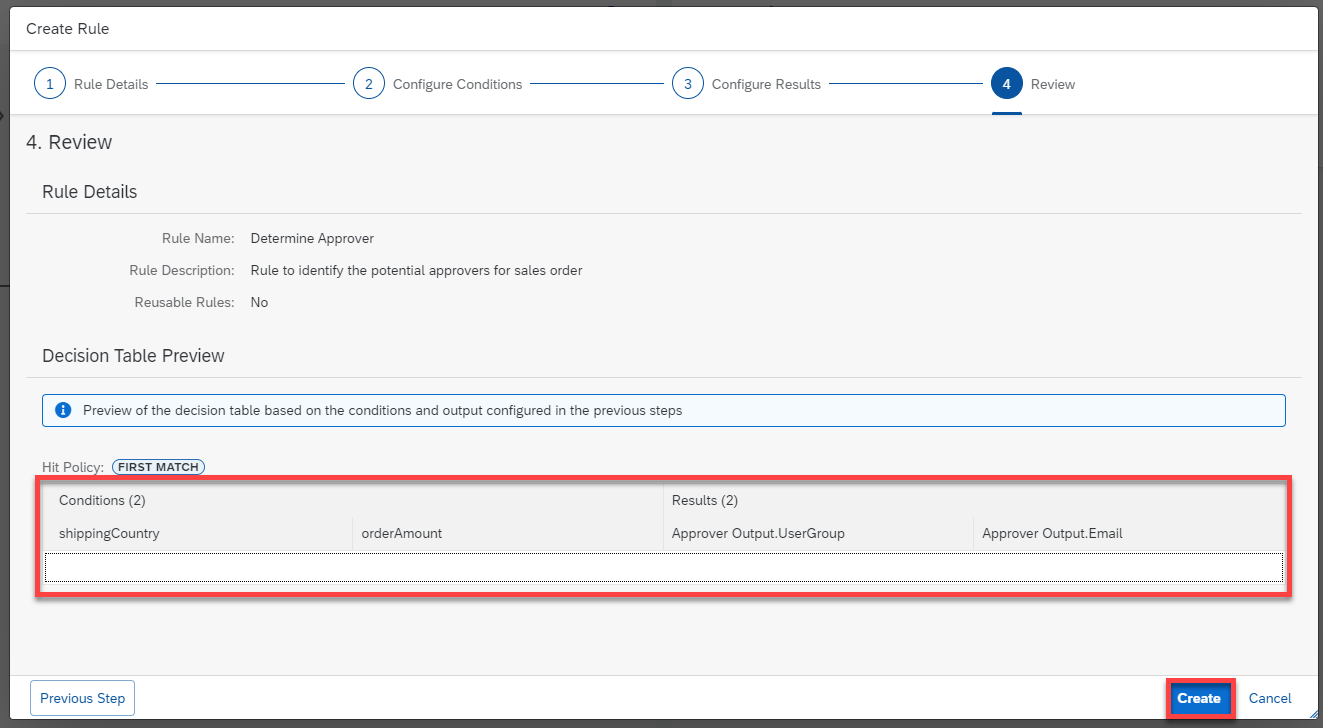 Create Rule
1 Rule Details 2 Configure Conditions 3 Configure Results 4 Review
4. Review
Rule Details
Rule Name: Determine Approver
Rule Description: Rule to identify the potential approvers for sales order
Reusable Rules: No
Decision Table Preview
Preview of the decision table based on the conditions and output configured in the previous steps
Hit Policy: FIRST MATCH
Conditions (2) Results (2)
shippingCountry orderAmount Approver Output.UserGroup Approver Output.Email
Previous Step Create Cancel